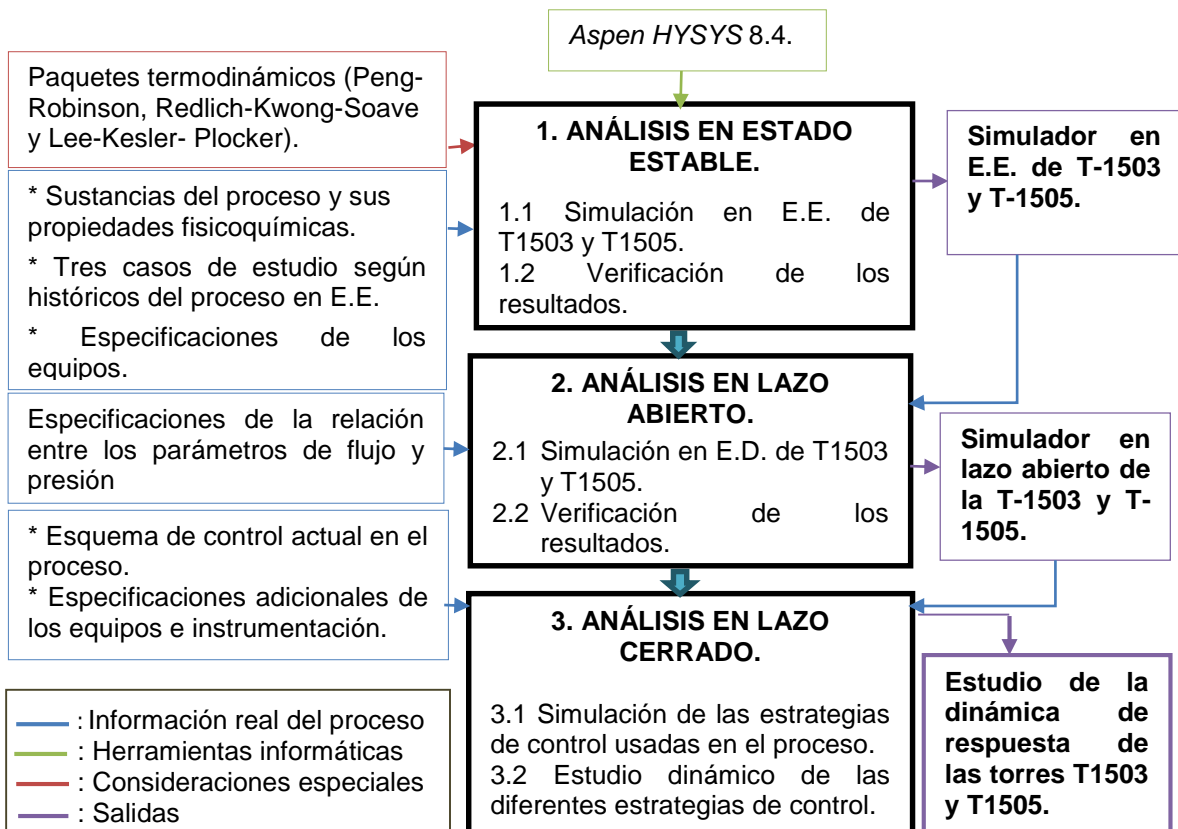 Aspen HYSYS 8.4.
Paquetes termodinámicos (Peng-
Robinson, Redlich-Kwong-Soave
y Lee-Kesler- Plocker).
* Sustancias del proceso y sus
propiedades fisicoquímicas.
* Tres casos de estudio según
históricos del proceso en E.E.
* Especificaciones de los
equipos.
1. ANÁLISIS EN ESTADO
ESTABLE.
1.1 Simulación en E.E. de
T1503 y T1505.
1.2 Verificación de los
resultados.
Simulador en
E.E. de T-1503
y T-1505.
Especificaciones de la relación
entre los parámetros de flujo y
presión
2. ANÁLISIS EN LAZO
ABIERTO.
2.1 Simulación en E.D. de T1503
y T1505.
2.2 Verificación de los
resultados.
Simulador en
lazo abierto de
la T-1503 y T-
1505.
* Esquema de control actual en el
proceso.
* Especificaciones adicionales de
los equipos e instrumentación.
3. ANÁLISIS EN LAZO
CERRADO.
3.1 Simulación de las estrategias
de control usadas en el proceso.
3.2 Estudio dinámico de las
diferentes estrategias de control.
Estudio de la
dinámica de
respuesta de
las torres T1503
y T1505.
: Información real del proceso
: Herramientas informáticas
: Consideraciones especiales
: Salidas